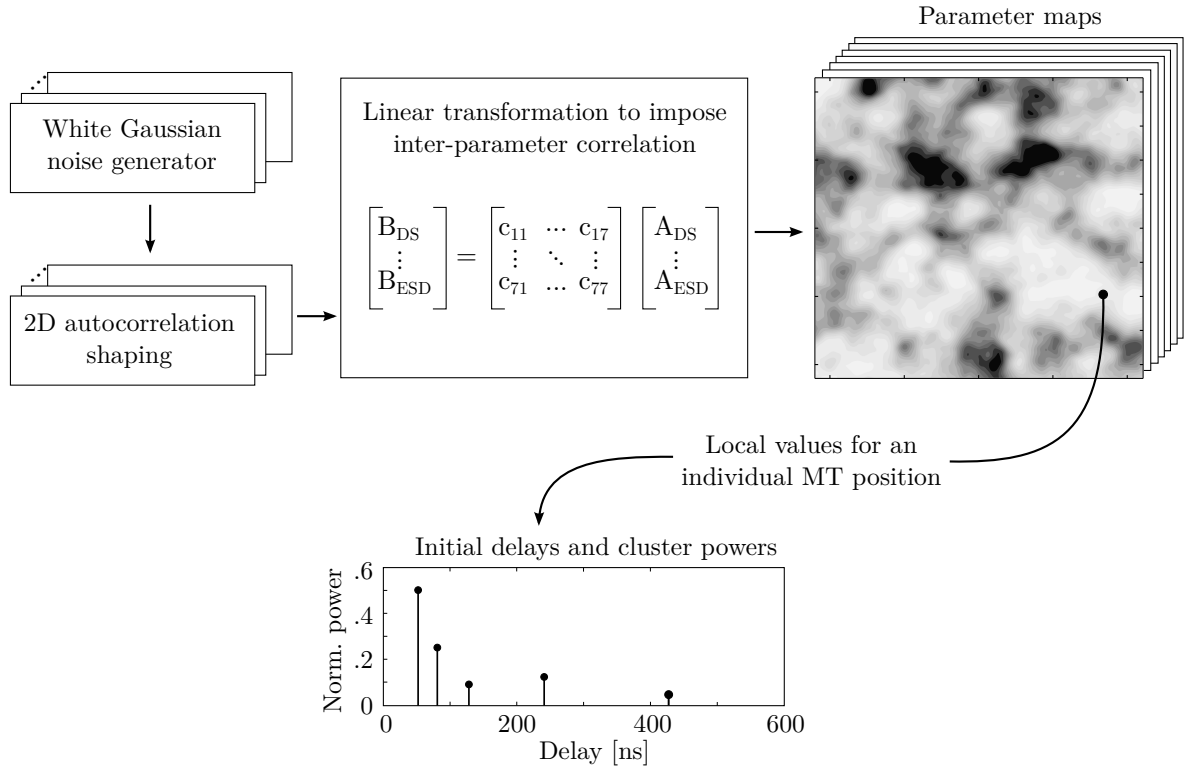 Parameter maps
White Gaussian
noise generator
Linear transformation to impose
inter-parameter correlation
B_DS
⋮
B_ESD
=
c_11 ⋯ c_17
⋮ ⋱ ⋮
c_71 ... c_77
A_DS
⋮
A_ESD
2D autocorrelation
shaping
Local values for an
individual MT position
Initial delays and cluster powers
Norm. power
.6
.4
.2
0
0 200 400 600
Delay [ns]